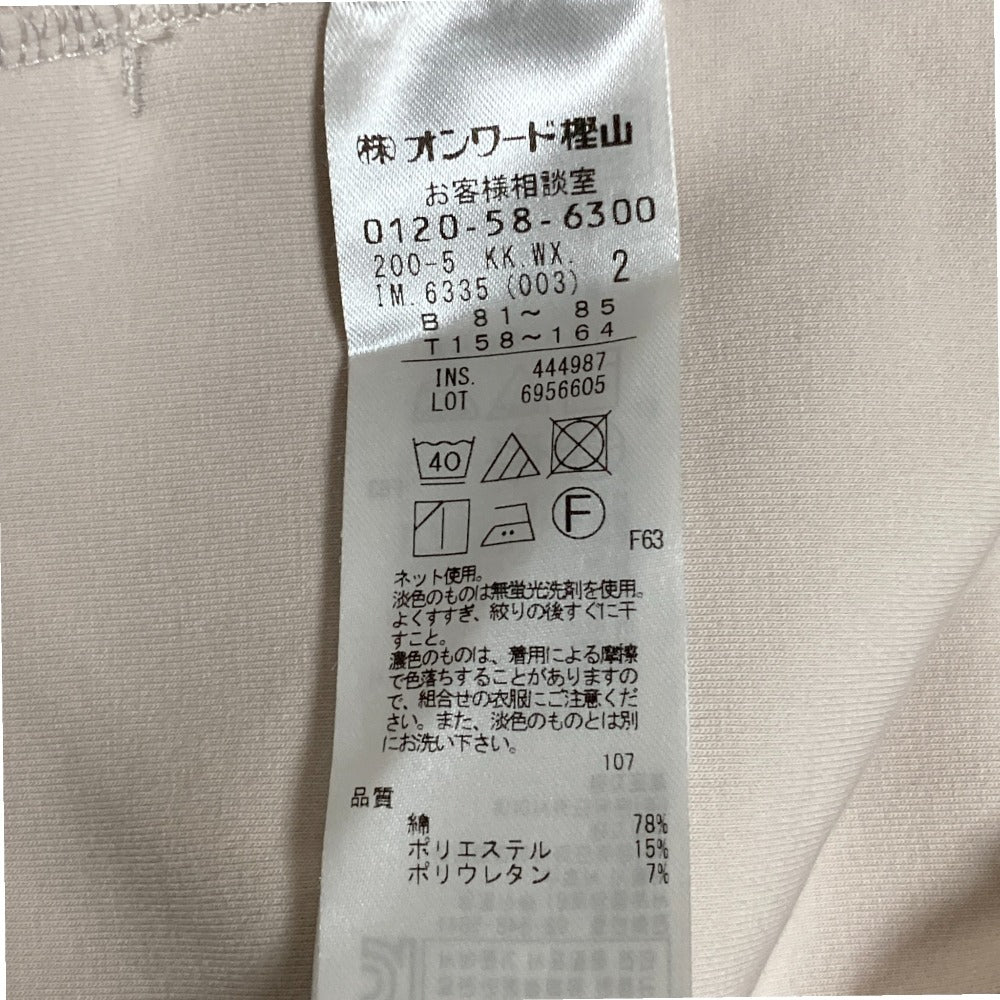 ㈱オンワード樫山
お客様相談室
0120-58-6300
200-5 KK.WX.
IM.6335(003) 2
B 81～ 85
T158～164
INS. 444987
LOT 6956605
40
F
F63
ネット使用。
淡色のものは無蛍光洗剤を使用。
よくすすぎ、絞りの後すぐに干
すこと。
濃色のものは、着用による摩擦
で色落ちすることがありますの
で、組合せの衣服にご注意くだ
さい。また、淡色のものとは別
にお洗い下さい。
107
品質
綿 78%
ポリエステル 15%
ポリウレタン 7%